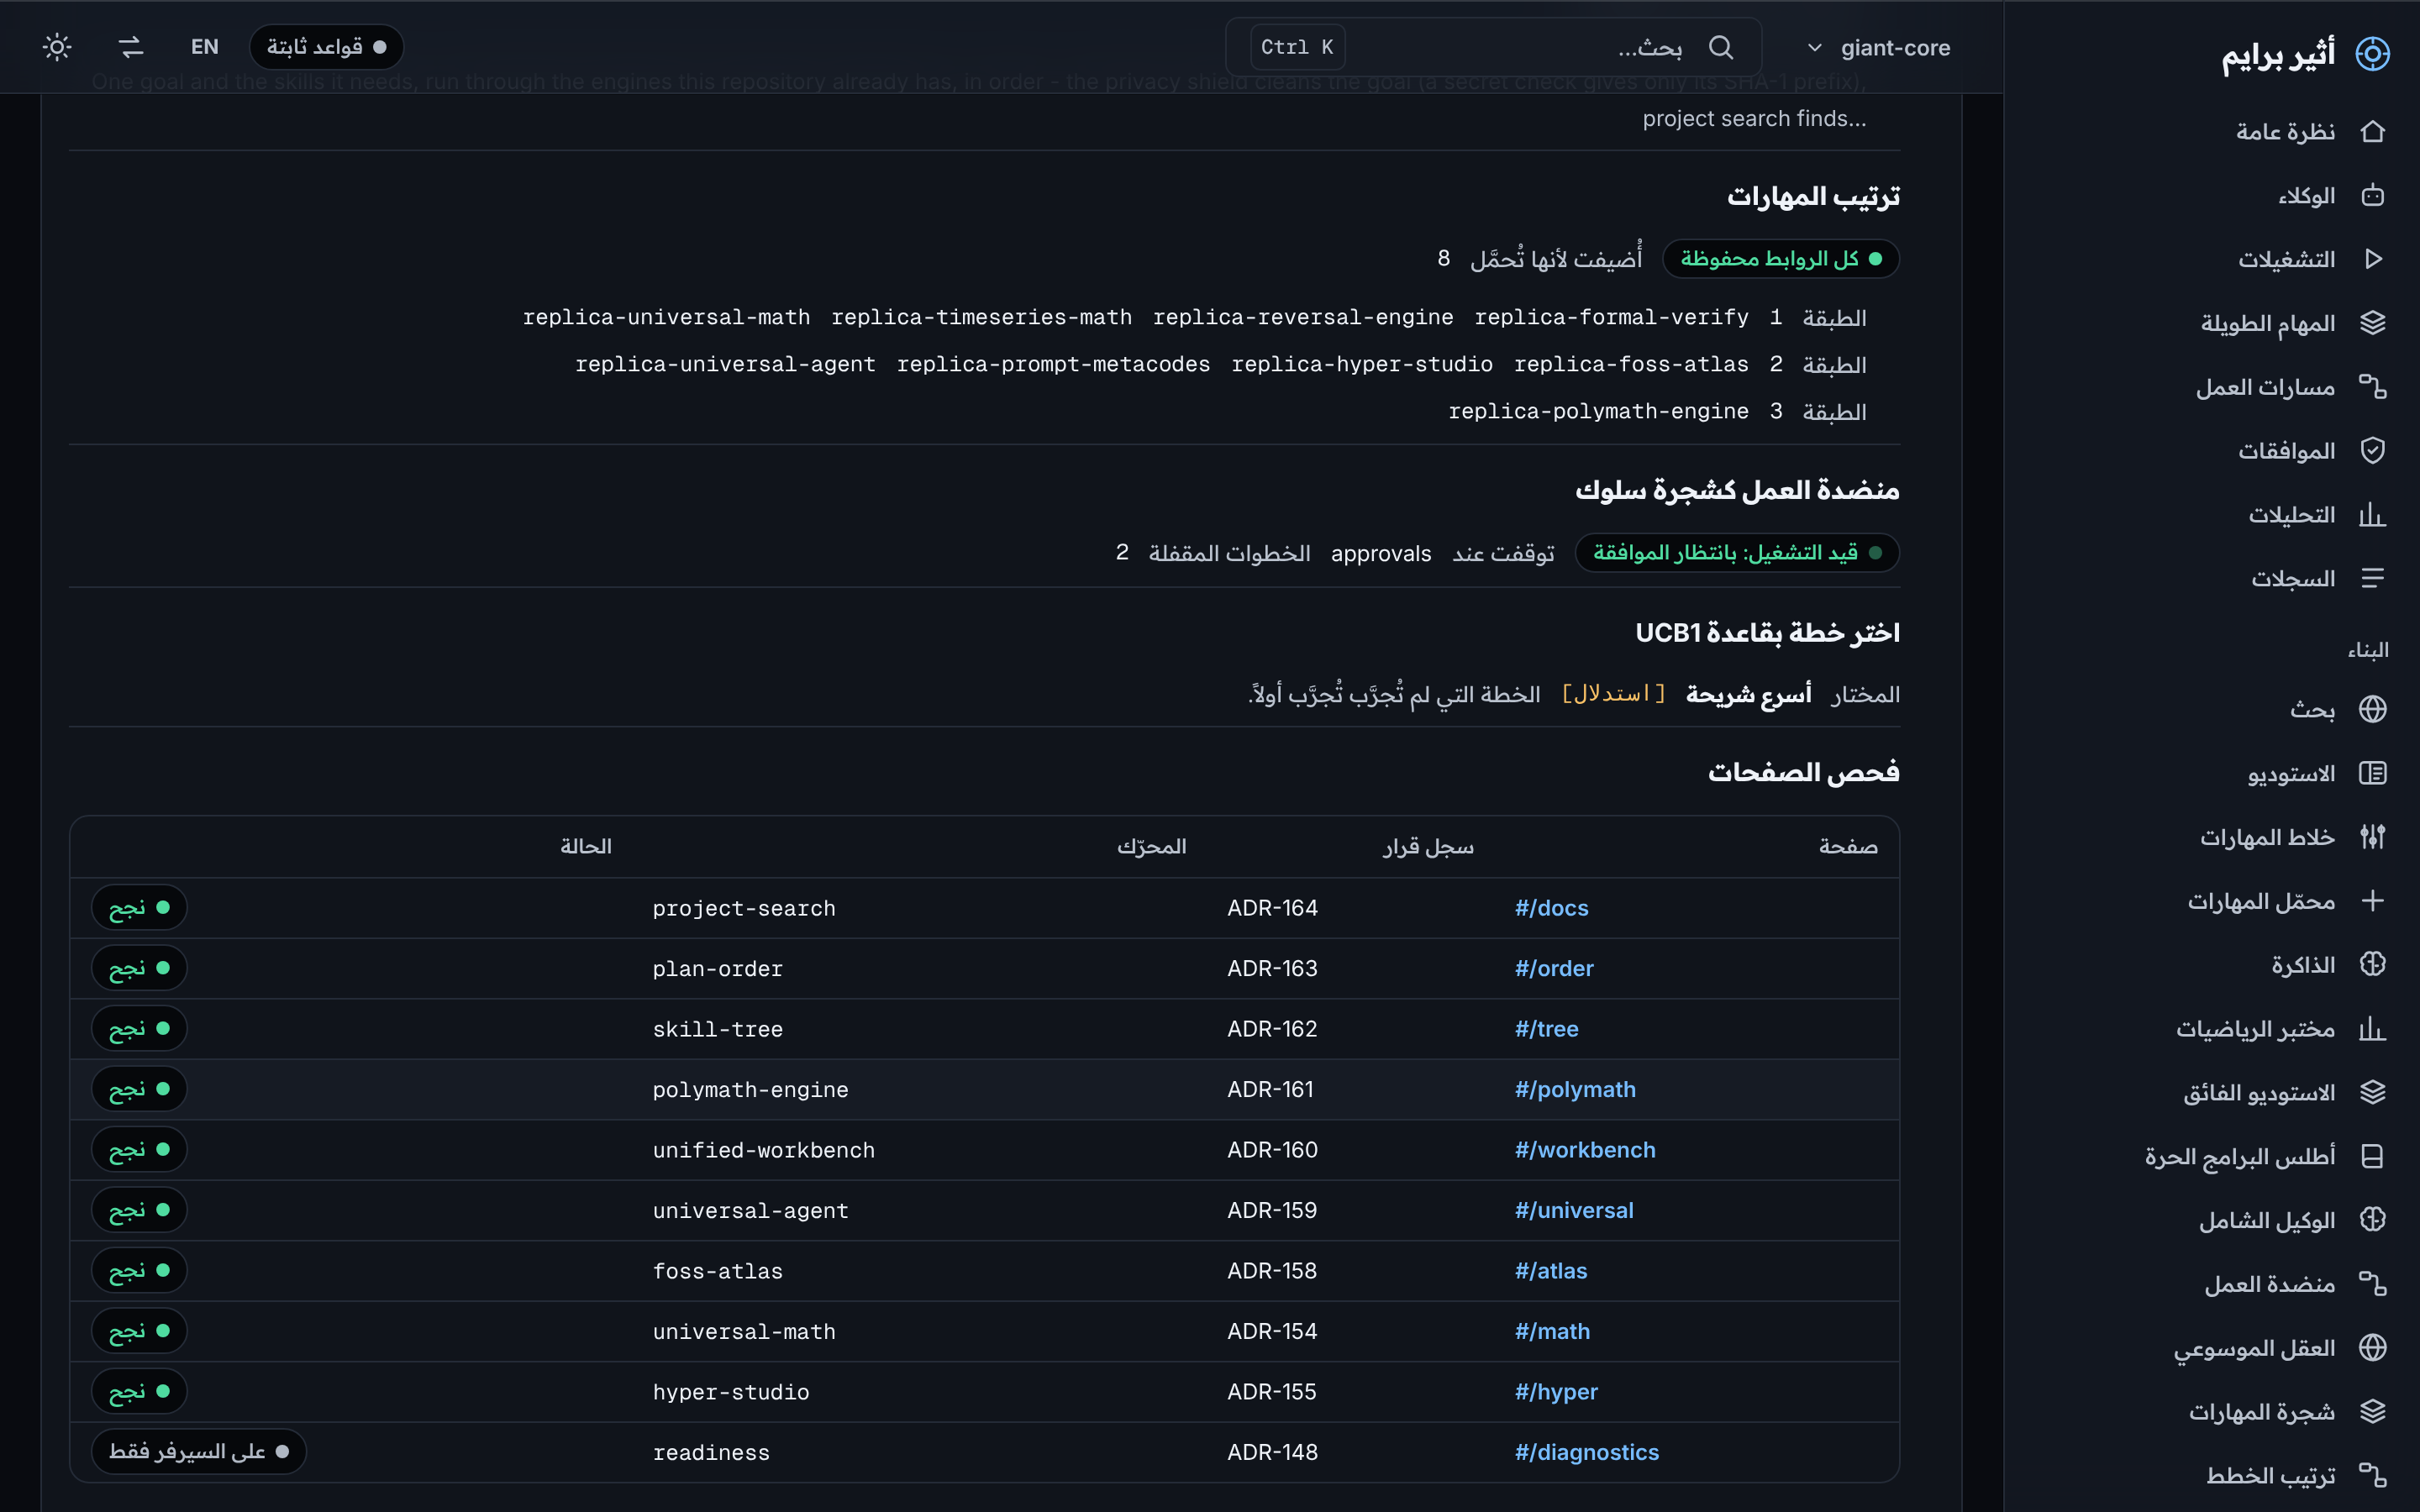 أثير برايم
نظرة عامة
الوكلاء
التشغيلات
المهام الطويلة
مسارات العمل
الموافقات
التحليلات
السجلات
البناء
بحث
الاستوديو
خلاط المهارات
محمّل المهارات
الذاكرة
مختبر الرياضيات
الاستوديو الفائق
أطلس البرامج الحرة
الوكيل الشامل
منضدة العمل
العقل الموسوعي
شجرة المهارات
ترتيب الخطط
giant-core
بحث... Ctrl K
قواعد ثابتة
EN
One goal and the skills it needs, run through the engines this repository already has, in order - the privacy shield cleans the goal (a secret check gives only its SHA-1 prefix),
project search finds...
ترتيب المهارات
كل الروابط محفوظة أُضيفت لأنها تُحمَّل 8
الطبقة 1 replica-formal-verify replica-reversal-engine replica-timeseries-math replica-universal-math
الطبقة 2 replica-foss-atlas replica-hyper-studio replica-prompt-metacodes replica-universal-agent
الطبقة 3 replica-polymath-engine
منضدة العمل كشجرة سلوك
قيد التشغيل: بانتظار الموافقة توقفت عند approvals الخطوات المقفلة 2
اختر خطة بقاعدة UCB1
المختار أسرع شريحة [استدلال] الخطة التي لم تُجرَّب تُجرَّب أولاً.
فحص الصفحات
صفحة سجل قرار المحرّك الحالة
#/docs ADR-164 project-search نجح
#/order ADR-163 plan-order نجح
#/tree ADR-162 skill-tree نجح
#/polymath ADR-161 polymath-engine نجح
#/workbench ADR-160 unified-workbench نجح
#/universal ADR-159 universal-agent نجح
#/atlas ADR-158 foss-atlas نجح
#/math ADR-154 universal-math نجح
#/hyper ADR-155 hyper-studio نجح
#/diagnostics ADR-148 readiness على السيرفر فقط